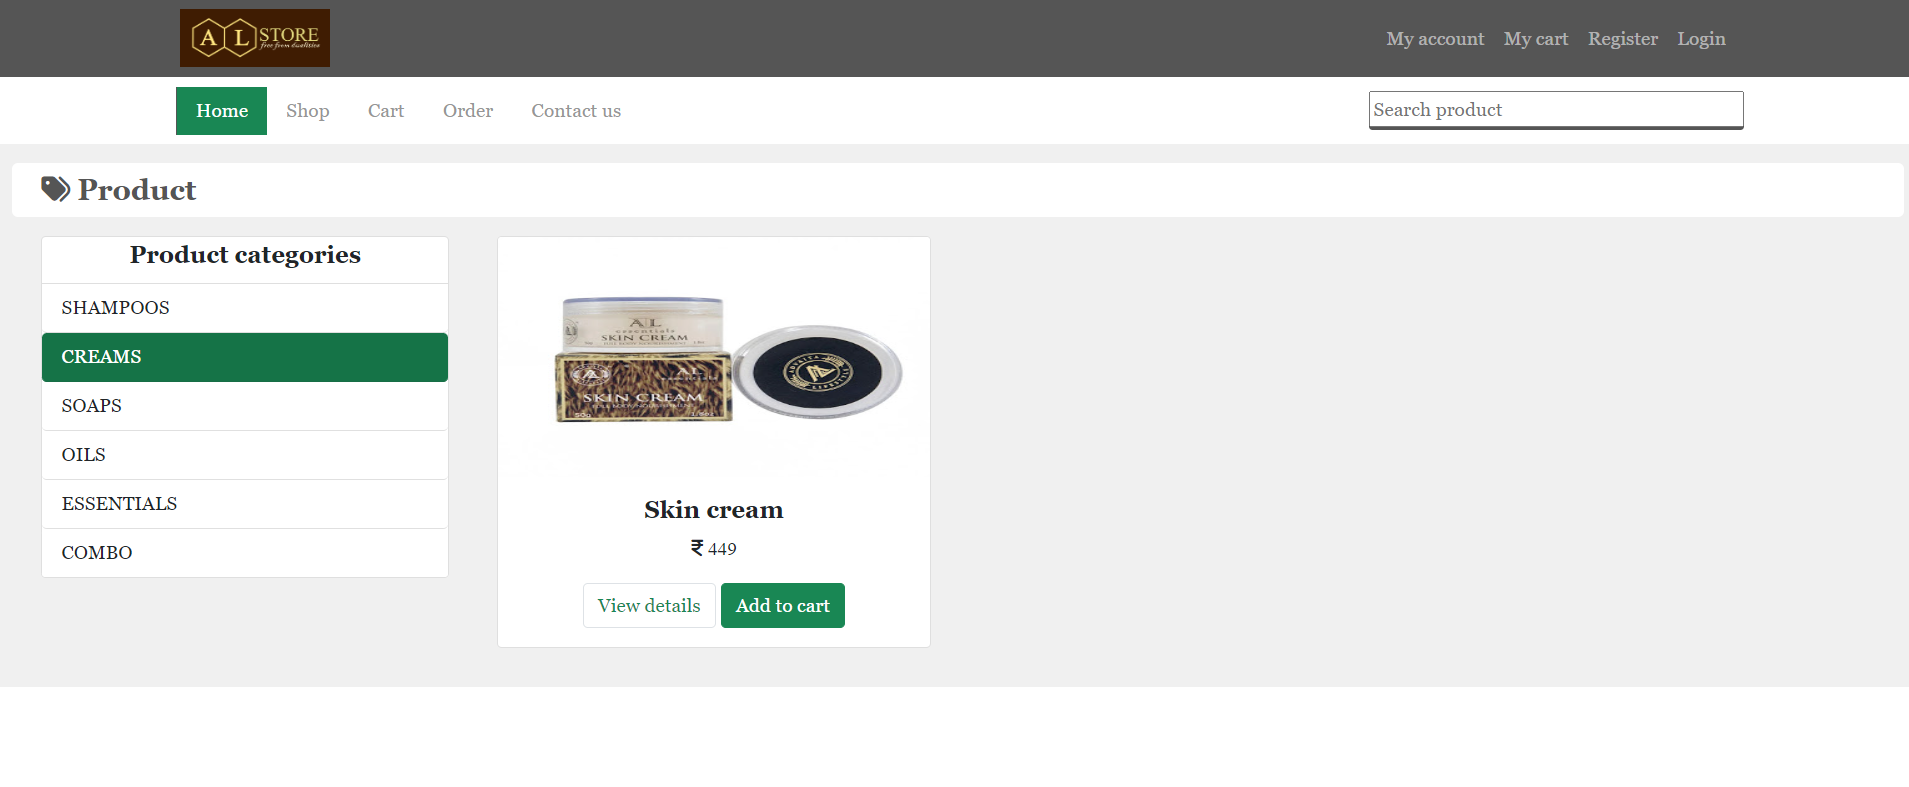 A L STORE
free from dualities
My account My cart Register Login
Home Shop Cart Order Contact us
Search product
Product
Product categories
SHAMPOOS
CREAMS
SOAPS
OILS
ESSENTIALS
COMBO
AL
essentials
SKIN CREAM
AL
essentials
SKIN CREAM
50g
Skin cream
₹ 449
View details Add to cart